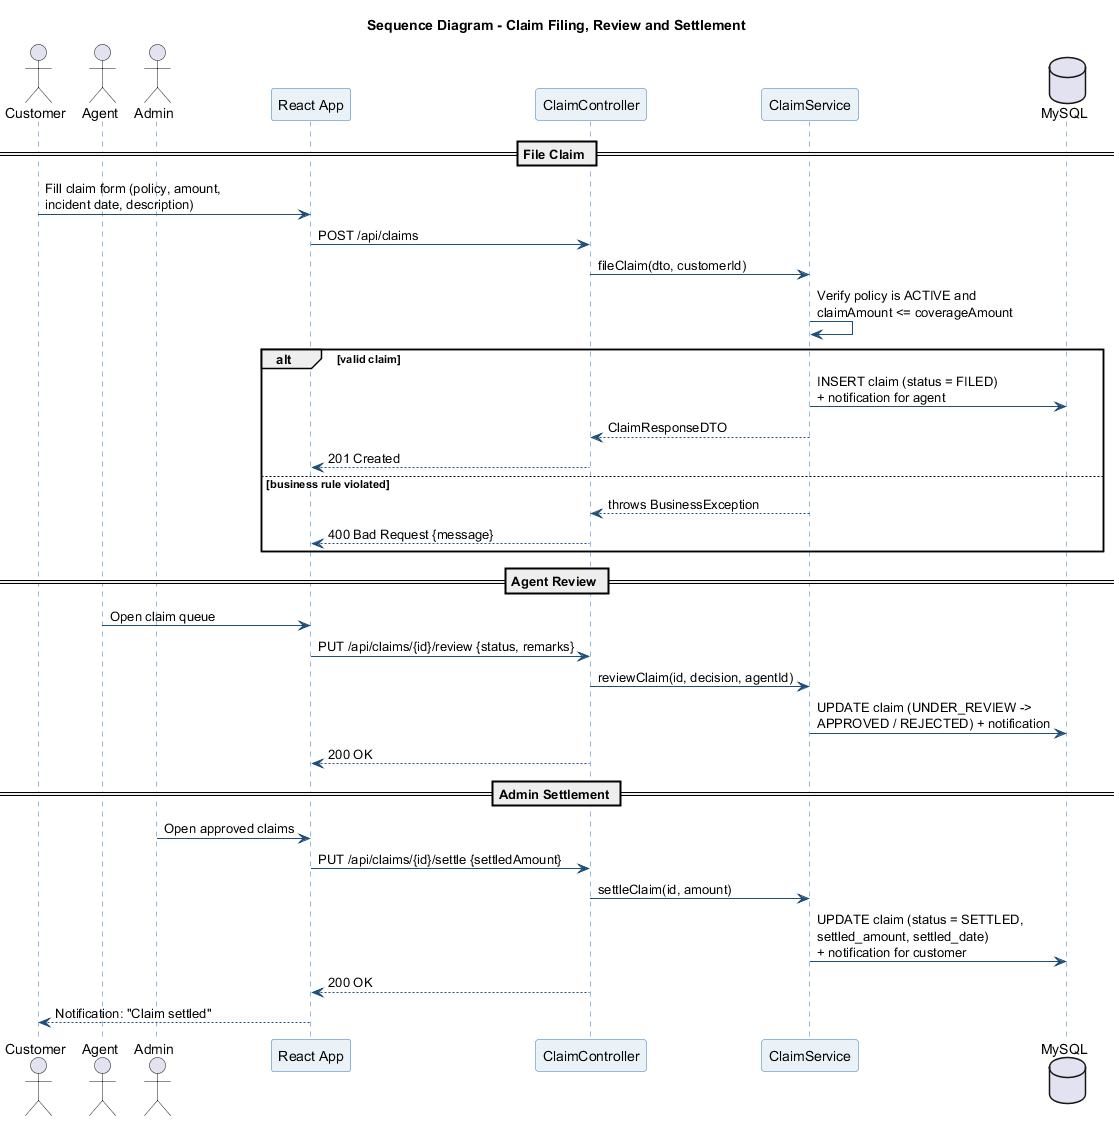 Sequence Diagram - Claim Filing, Review and Settlement
Customer
Agent
Admin
React App
ClaimController
ClaimService
MySQL
File Claim
Fill claim form (policy, amount,
incident date, description)
POST /api/claims
fileClaim(dto, customerId)
Verify policy is ACTIVE and
claimAmount <= coverageAmount
alt
[valid claim]
INSERT claim (status = FILED)
+ notification for agent
ClaimResponseDTO
201 Created
[business rule violated]
throws BusinessException
400 Bad Request {message}
Agent Review
Open claim queue
PUT /api/claims/{id}/review {status, remarks}
reviewClaim(id, decision, agentId)
UPDATE claim (UNDER_REVIEW ->
APPROVED / REJECTED) + notification
200 OK
Admin Settlement
Open approved claims
PUT /api/claims/{id}/settle {settledAmount}
settleClaim(id, amount)
UPDATE claim (status = SETTLED,
settled_amount, settled_date)
+ notification for customer
200 OK
Notification: "Claim settled"
Customer
Agent
Admin
React App
ClaimController
ClaimService
MySQL